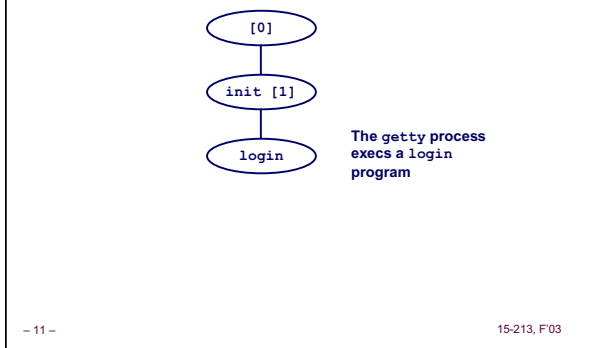 [0]
init [1]
login
The getty process
execs a login
program
– 11 –
15-213, F'03